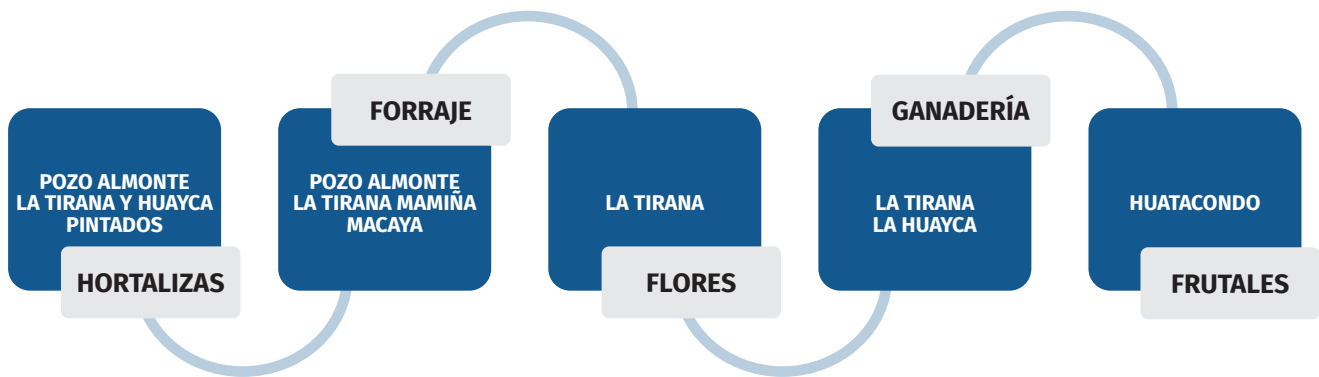 POZO ALMONTE
LA TIRANA Y HUAYCA
PINTADOS
HORTALIZAS
FORRAJE
POZO ALMONTE
LA TIRANA MAMIÑA
MACAYA
LA TIRANA
FLORES
GANADERÍA
LA TIRANA
LA HUAYCA
HUATACONDO
FRUTALES